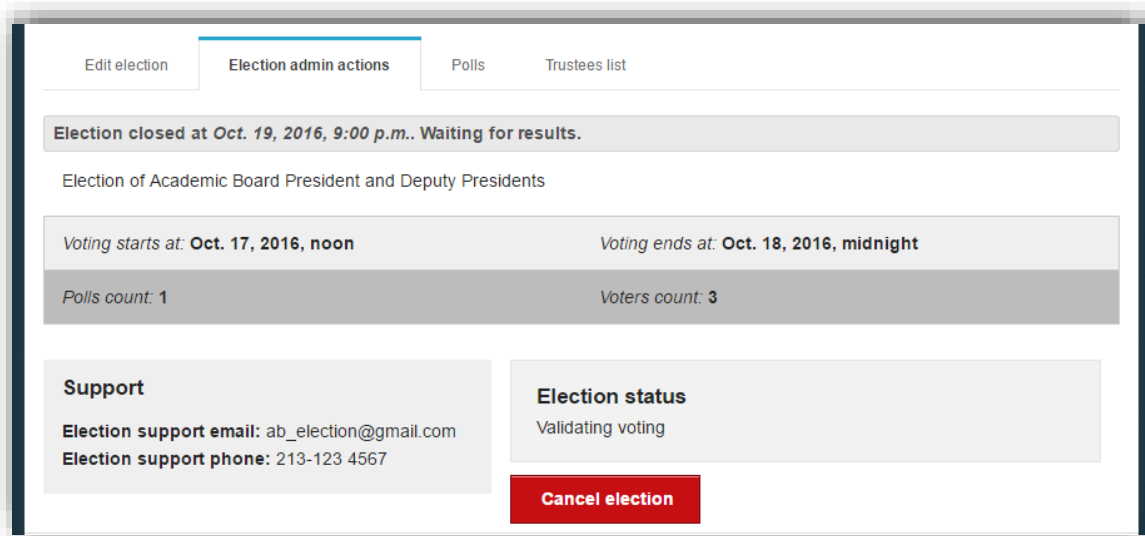 Edit election
Election admin actions
Polls
Trustees list
Election closed at Oct. 19, 2016, 9:00 p.m.. Waiting for results.
Election of Academic Board President and Deputy Presidents
Voting starts at: Oct. 17, 2016, noon
Voting ends at: Oct. 18, 2016, midnight
Polls count: 1
Voters count: 3
Support
Election support email: ab_election@gmail.com
Election support phone: 213-123 4567
Election status
Validating voting
Cancel election